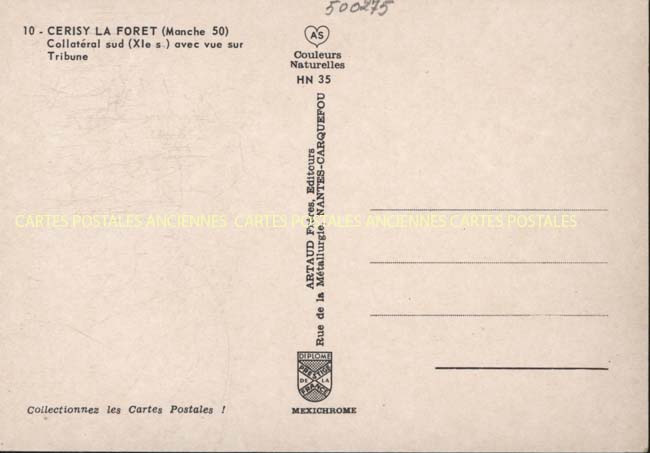 500275
10 - CERISY LA FORET (Manche 50)
Collatéral sud (XIe s.) avec vue sur
Tribune
AS
Couleurs
Naturelles
HN 35
ARTAUD Frères, Editeurs
Rue de la Métallurgie, NANTES-CARQUEFOU
CARTES POSTALES ANCIENNES CARTES POSTALES ANCIENNES CARTES POSTALES
DIPLOME
PRESTIGE
DE LA
FRANCE
MEXICHROME
Collectionnez les Cartes Postales !